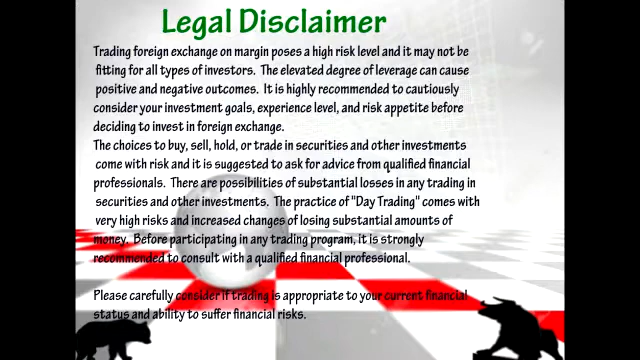 Legal Disclaimer
Trading foreign exchange on margin poses a high risk level and it may not be
fitting for all types of investors. The elevated degree of leverage can cause
positive and negative outcomes. It is highly recommended to cautiously
consider your investment goals, experience level, and risk appetite before
deciding to invest in foreign exchange.
The choices to buy, sell, hold, or trade in securities and other investments
come with risk and it is suggested to ask for advice from qualified financial
professionals. There are possibilities of substantial losses in any trading in
securities and other investments. The practice of "Day Trading" comes with
very high risks and increased changes of losing substantial amounts of
money. Before participating in any trading program, it is strongly
recommended to consult with a qualified financial professional.
Please carefully consider if trading is appropriate to your current financial
status and ability to suffer financial risks.